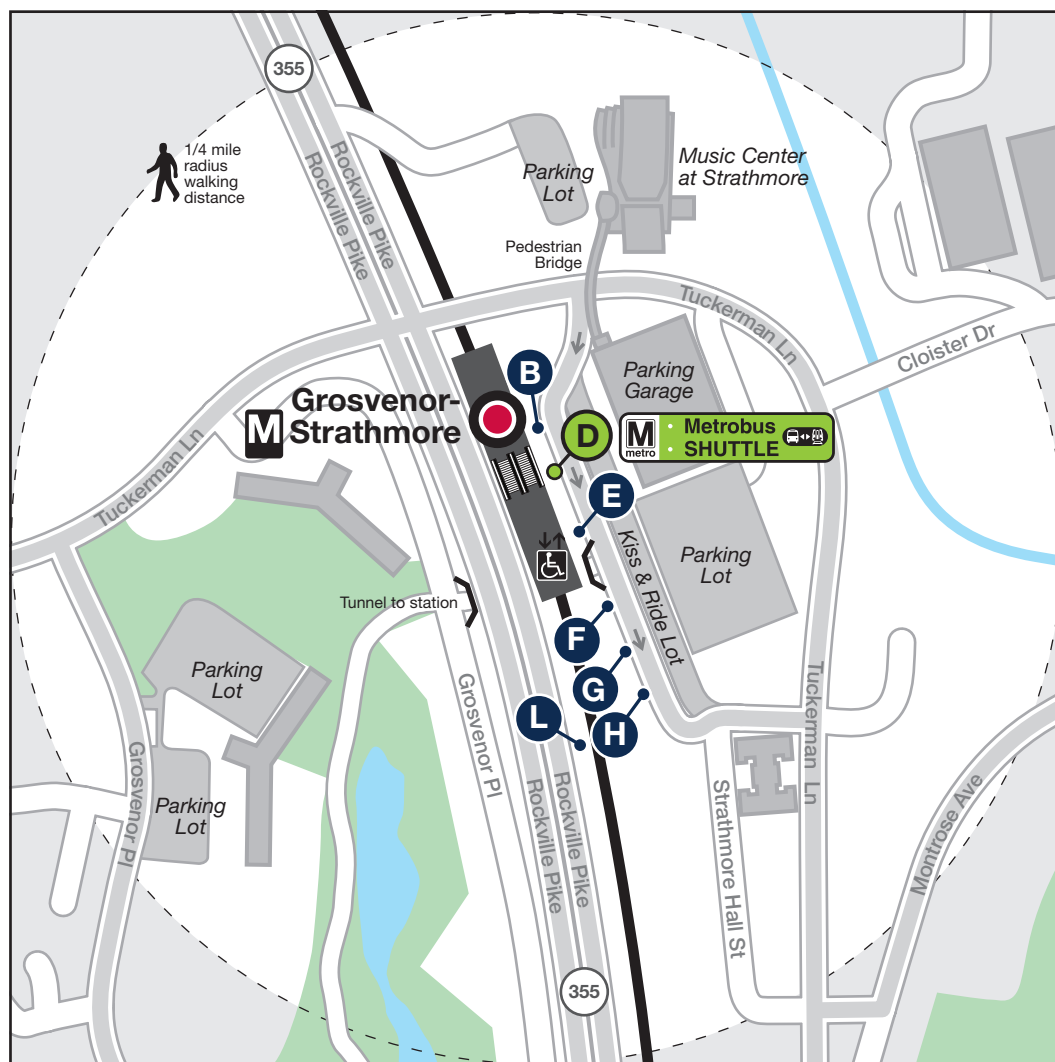 355
1/4 mile
radius
walking
distance
Rockville Pike
Rockville Pike
Parking
Lot
Music Center
at Strathmore
Pedestrian
Bridge
Tuckerman Ln
Cloister Dr
Parking
Garage
B
M
Grosvenor-
Strathmore
D
M
metro
• Metrobus
• SHUTTLE
Tuckerman Ln
E
Kiss & Ride Lot
Parking
Lot
Tunnel to station
F
G
H
L
Parking
Lot
Grosvenor Pl
Tuckerman Ln
Grosvenor Pl
Parking
Lot
Rockville Pike
Rockville Pike
Strathmore Hall St
Montrose Ave
355